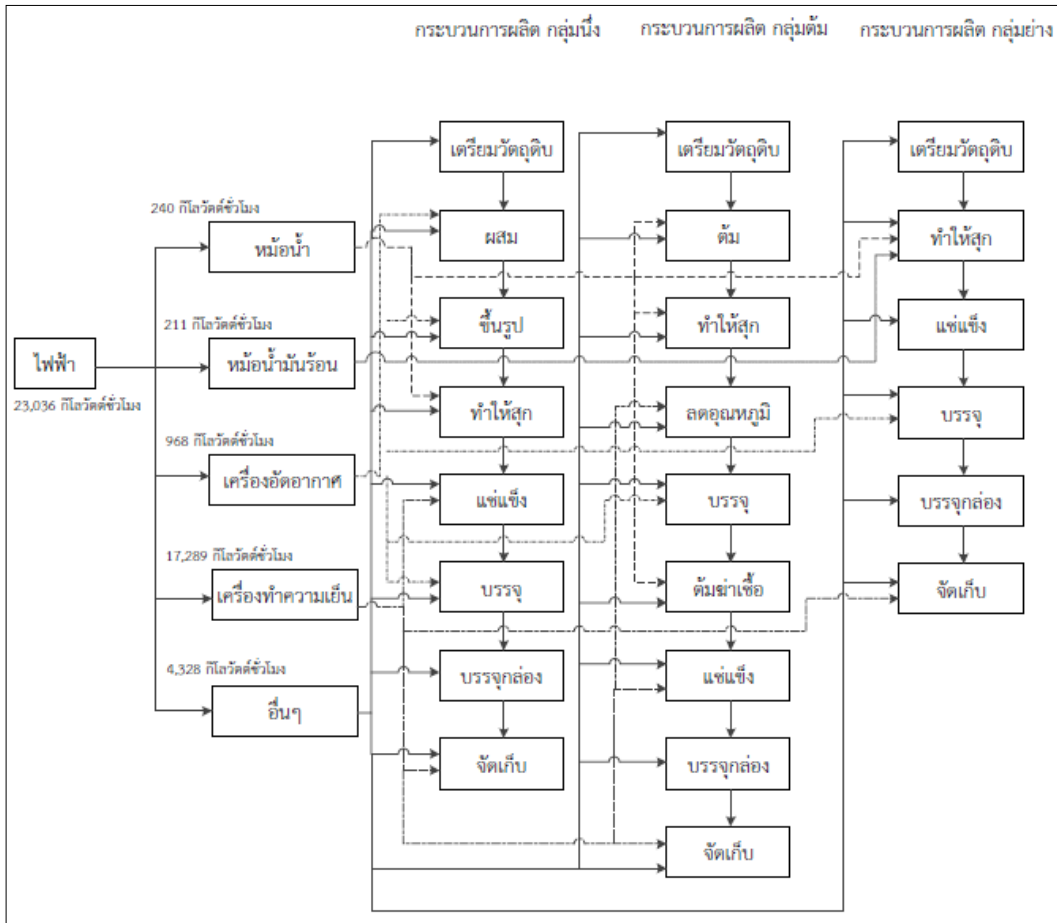 กระบวนการผลิต กลุ่มนึ่ง
กระบวนการผลิต กลุ่มต้ม
กระบวนการผลิต กลุ่มย่าง
ไฟฟ้า
23,036 กิโลวัตต์ชั่วโมง
240 กิโลวัตต์ชั่วโมง
หม้อน้ำ
211 กิโลวัตต์ชั่วโมง
หม้อน้ำมันร้อน
968 กิโลวัตต์ชั่วโมง
เครื่องอัดอากาศ
17,289 กิโลวัตต์ชั่วโมง
เครื่องทำความเย็น
4,328 กิโลวัตต์ชั่วโมง
อื่นๆ
เตรียมวัตถุดิบ
ผสม
ขึ้นรูป
ทำให้สุก
แช่แข็ง
บรรจุ
บรรจุกล่อง
จัดเก็บ
เตรียมวัตถุดิบ
ต้ม
ทำให้สุก
ลดอุณหภูมิ
บรรจุ
ต้มฆ่าเชื้อ
แช่แข็ง
บรรจุกล่อง
จัดเก็บ
เตรียมวัตถุดิบ
ทำให้สุก
แช่แข็ง
บรรจุ
บรรจุกล่อง
จัดเก็บ